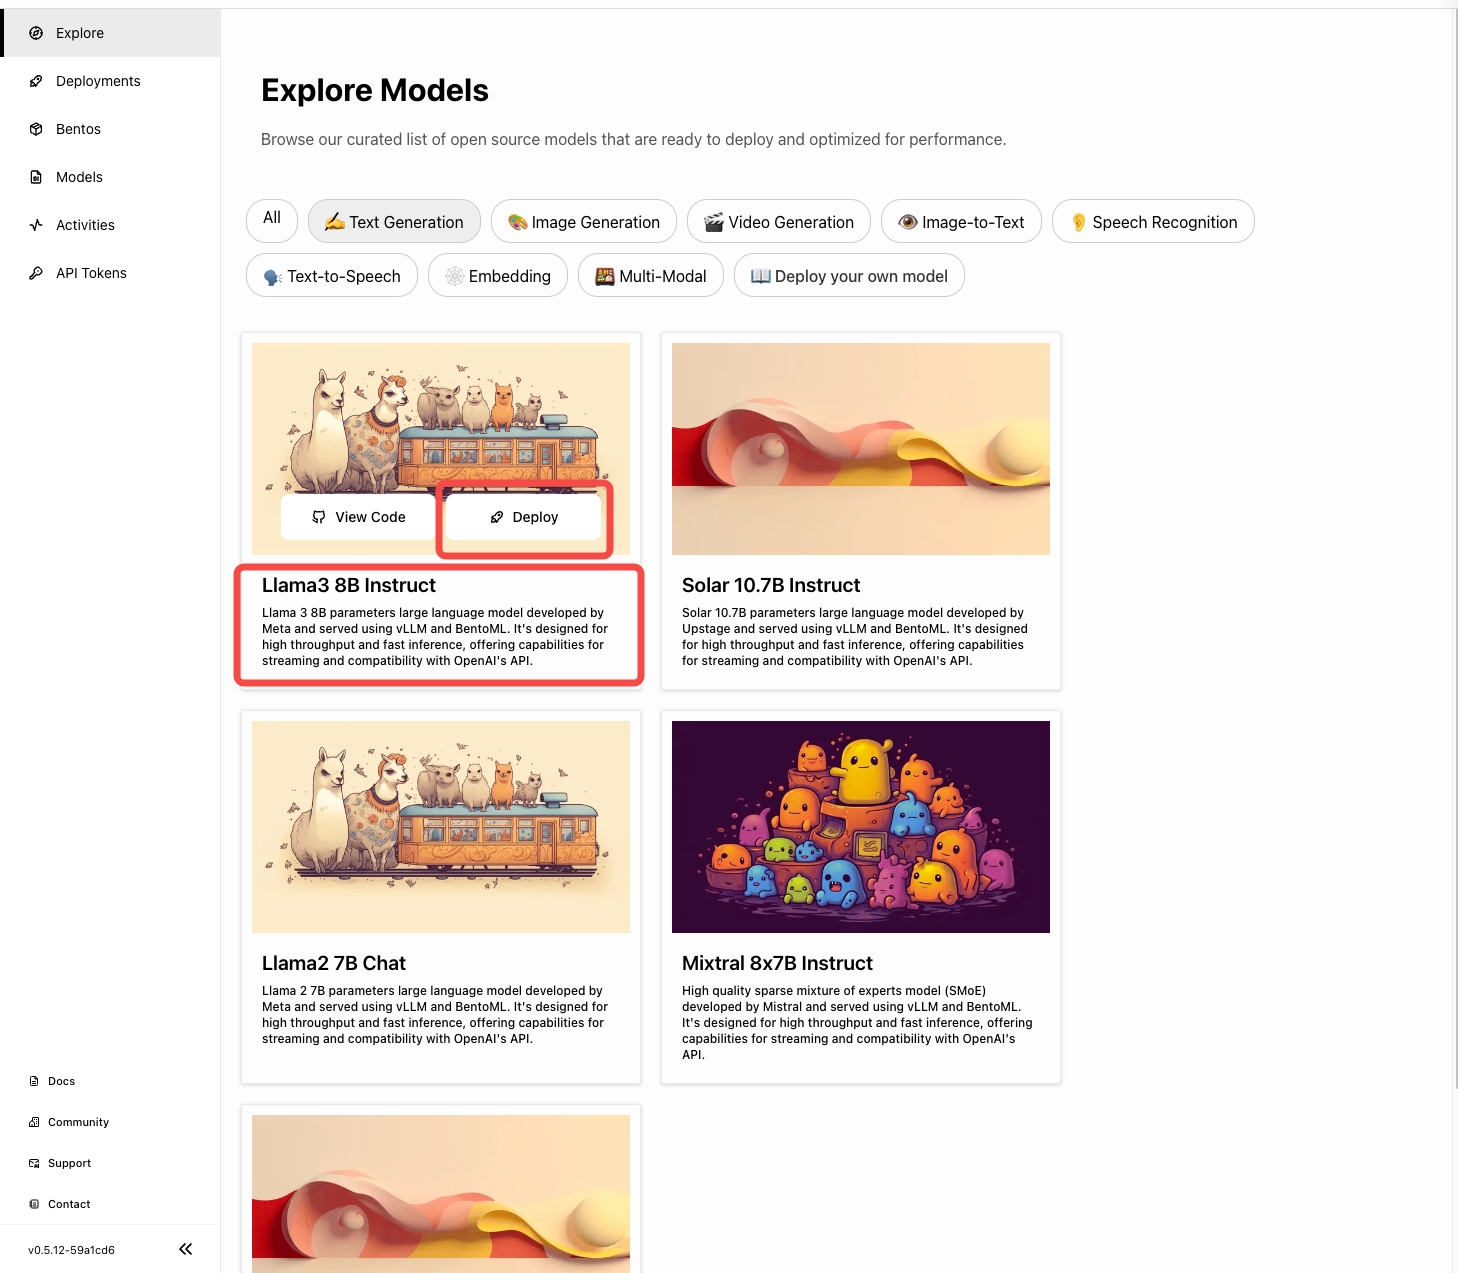 Explore
Deployments
Bentos
Models
Activities
API Tokens
Docs
Community
Support
Contact
v0.5.12-59a1cd6
Explore Models
Browse our curated list of open source models that are ready to deploy and optimized for performance.
All
Text Generation
Image Generation
Video Generation
Image-to-Text
Speech Recognition
Text-to-Speech
Embedding
Multi-Modal
Deploy your own model
View Code
Deploy
Llama3 8B Instruct
Llama 3 8B parameters large language model developed by
Meta and served using vLLM and BentoML. It's designed for
high throughput and fast inference, offering capabilities for
streaming and compatibility with OpenAI's API.
Solar 10.7B Instruct
Solar 10.7B parameters large language model developed by
Upstage and served using vLLM and BentoML. It's designed
for high throughput and fast inference, offering capabilities
for streaming and compatibility with OpenAI's API.
Llama2 7B Chat
Llama 2 7B parameters large language model developed by
Meta and served using vLLM and BentoML. It's designed for
high throughput and fast inference, offering capabilities for
streaming and compatibility with OpenAI's API.
Mixtral 8x7B Instruct
High quality sparse mixture of experts model (SMoE)
developed by Mistral and served using vLLM and BentoML.
It's designed for high throughput and fast inference, offering
capabilities for streaming and compatibility with OpenAI's
API.